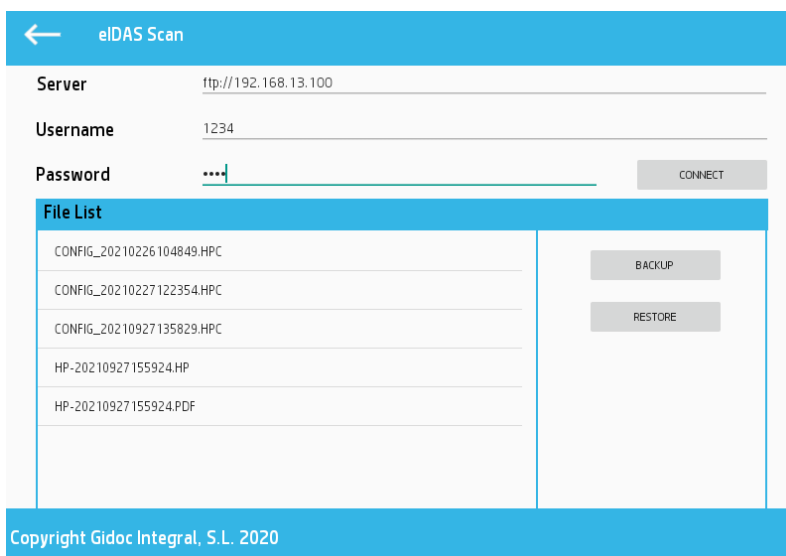 eIDAS Scan
Server ftp://192.168.13.100
Username 1234
Password ••••
CONNECT
File List
CONFIG_20210226104849.HPC
BACKUP
CONFIG_20210227122354.HPC
RESTORE
CONFIG_20210927135829.HPC
HP-20210927155924.HP
HP-20210927155924.PDF
Copyright Gidoc Integral, S.L. 2020